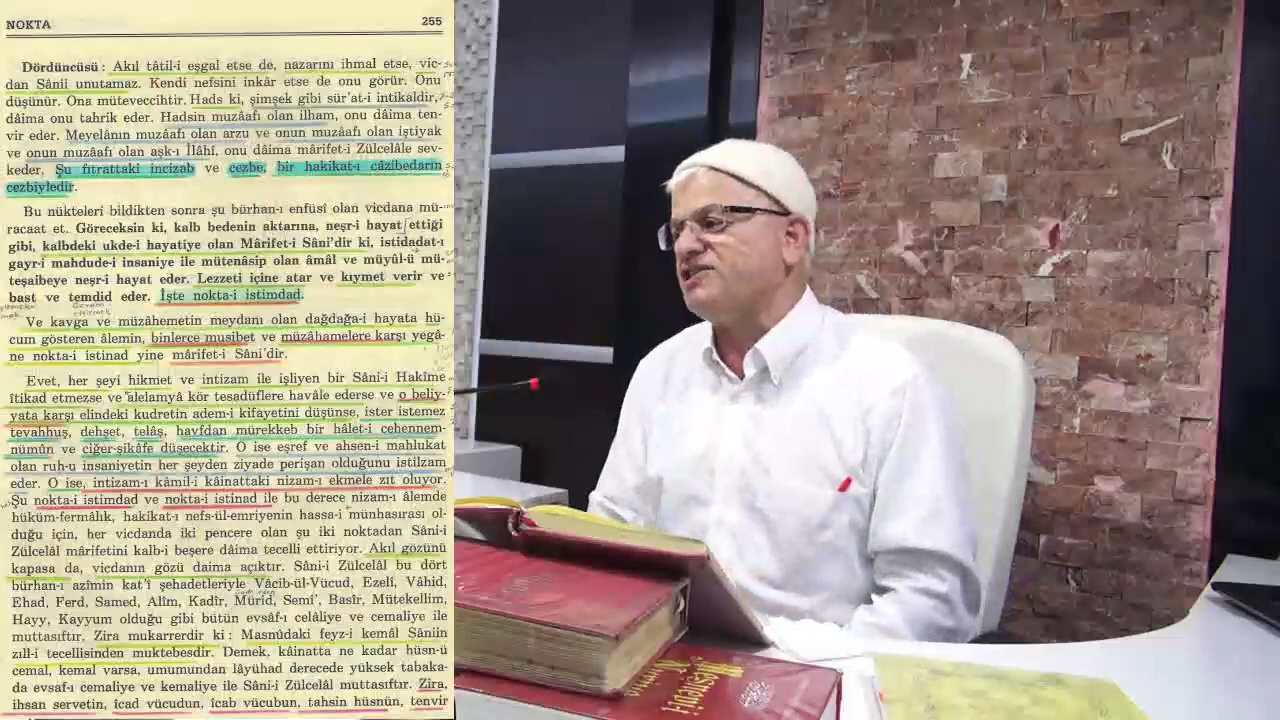 NOKTA 255
Dördüncüsü : Akıl tâtil-i eşgal etse de, nazarını ihmal etse, vic-
dan Sânii unutamaz. Kendi nefsini inkâr etse de onu görür. Onu
düşünür. Ona müteveccihtir. Hads ki, şimşek gibi sür'at-i intikaldir,
dâima onu tahrik eder. Hadsin muzâafı olan ilham, onu dâima ten-
vir eder. Meyelânın muzâafı olan arzu ve onun muzâafı olan iştiyak
ve onun muzâafı olan aşk-ı İlâhî, onu dâima mârifet-i Zülcelâle sev-
keder. Şu fıtrattaki incizab ve cezbe, bir hakikat-ı câzibedarın
cezbiyledir.
Bu nükteleri bildikten sonra şu bürhan-ı enfüsî olan vicdana mü-
racaat et. Göreceksin ki, kalb bedenin aktarına, neşr-i hayat ettiği
gibi, kalbdeki ukde-i hayatiye olan Mârifet-i Sâni'dir ki, istidadat-ı
gayr-i mahdude-i insaniye ile mütenâsip olan âmâl ve müyûl-ü mü-
teşaibeye neşr-i hayat eder. Lezzeti içine atar ve kıymet verir ve
bast ve temdid eder. İşte nokta-i istimdad.
Ve kavga ve müzâhemetin meydanı olan dağdağa-i hayata hü-
cum gösteren âlemin, binlerce musibet ve müzâhamelere karşı yegâ-
ne nokta-i istinad yine mârifet-i Sâni'dir.
Evet, her şeyi hikmet ve intizam ile işliyen bir Sâni-i Hakîme
îtikad etmezse ve alelamyâ kör tesadüflere havâle ederse ve o beliy-
yata karşı elindeki kudretin adem-i kifayetini düşünse, ister istemez
tevahhuş, dehşet, telâş, havfdan mürekkeb bir hâlet-i cehennem-
nümûn ve ciğer-şikâfe düşecektir. O ise eşref ve ahsen-i mahlukat
olan ruh-u insaniyetin her şeyden ziyade perişan olduğunu istilzam
eder. O ise, intizam-ı kâmil-i kâinattaki nizam-ı ekmele zıt oluyor.
Şu nokta-i istimdad ve nokta-i istinad ile bu derece nizam-ı âlemde
hüküm-fermâlık, hakikat-ı nefs-ül-emriyenin hassa-i münhasırası ol-
duğu için, her vicdanda iki pencere olan şu iki noktadan Sâni-i
Zülcelâl mârifetini kalb-i beşere dâima tecelli ettiriyor. Akıl gözünü
kapasa da, vicdanın gözü daima açıktır. Sâni-i Zülcelâl bu dört
bürhan-ı azîmin kat'î şehadetleriyle Vâcib-ül-Vücud, Ezelî, Vâhid,
Ehad, Ferd, Samed, Alîm, Kadîr, Mürid, Semi', Basîr, Mütekellim,
Hayy, Kayyum olduğu gibi bütün evsâf-ı celâliye ve cemaliye ile
muttasıftır. Zira mukarrerdir ki : Masnûdaki feyz-i kemâl Sâniin
zıll-i tecellisinden muktebesdir. Demek, kâinatta ne kadar hüsn-ü
cemal, kemal varsa, umumundan lâyühad derecede yüksek tabaka-
da evsaf-ı cemaliye ve kemaliye ile Sâni-i Zülcelâl muttasıftır. Zira,
ihsan servetin, îcad vücudun, îcab vücubun, tahsin hüsnün, tenvir
Mesnevî-i